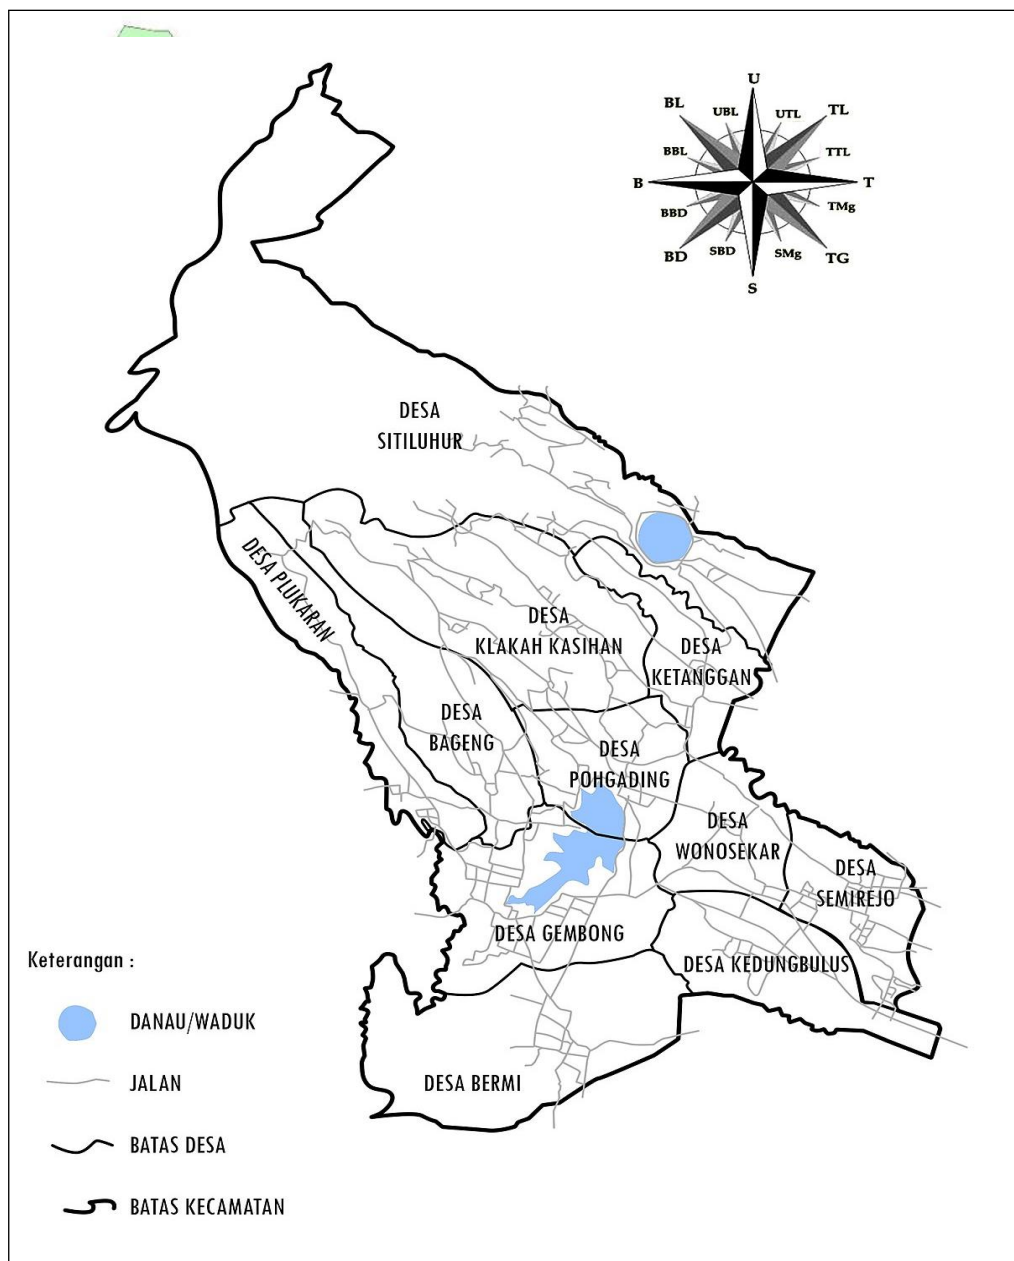 U
BL
UBL
UTL
TL
BBL
TTL
B
T
BBD
TMg
BD
SBD
SMg
TG
S
DESA
SITILUHUR
DESA PLUKARAN
DESA
KLAKAH KASIHAN
DESA
KETANGGAN
DESA
BAGENG
DESA
POHGADING
DESA
WONOSEKAR
DESA
SEMIREJO
DESA GEMBONG
DESA KEDUNGBULUS
DESA BERMI
Keterangan :
DANAU/WADUK
JALAN
BATAS DESA
BATAS KECAMATAN